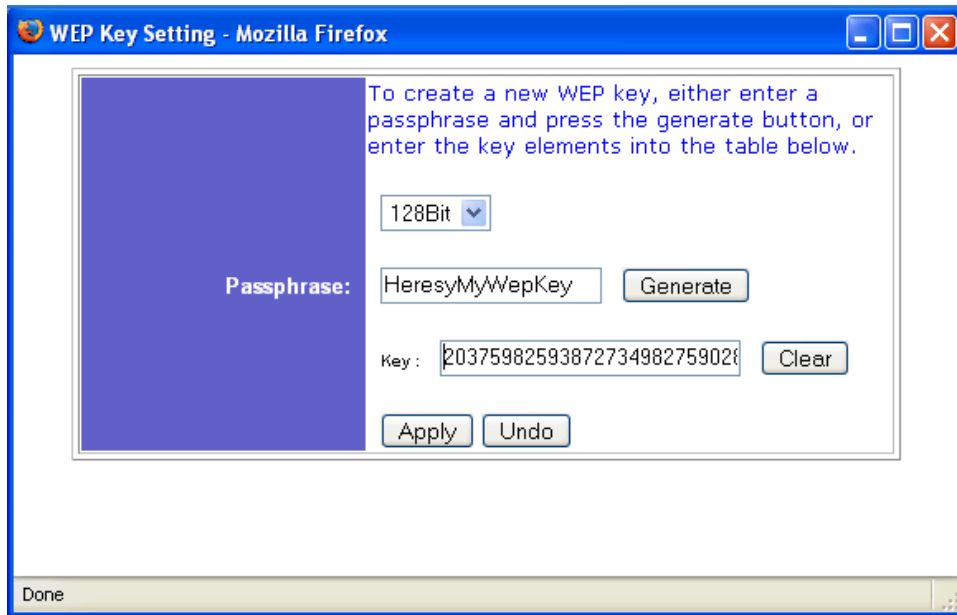 WEP Key Setting - Mozilla Firefox
To create a new WEP key, either enter a
passphrase and press the generate button, or
enter the key elements into the table below.
128Bit
Passphrase: HeresyMyWepKey Generate
Key : 20375982593872734982759028
Clear
Apply Undo
Done